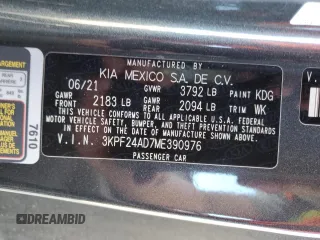 MANUFACTURED BY
KIA MEXICO S.A. DE C.V.
06/21 GVWR 3792 LB PAINT KDG
GAWR FRONT 2183 LB GAWR REAR 2094 LB TRIM WK
THIS VEHICLE CONFORMS TO ALL APPLICABLE U.S. FEDERAL
MOTOR VEHICLE SAFETY, BUMPER, AND THEFT PREVENTION STANDARDS
IN EFFECT ON THE DATE OF MANUFACTURE SHOWN ABOVE.
V.I.N. 3KPF24AD7ME390976
PASSENGER CAR
7610
V.
DREAMBID